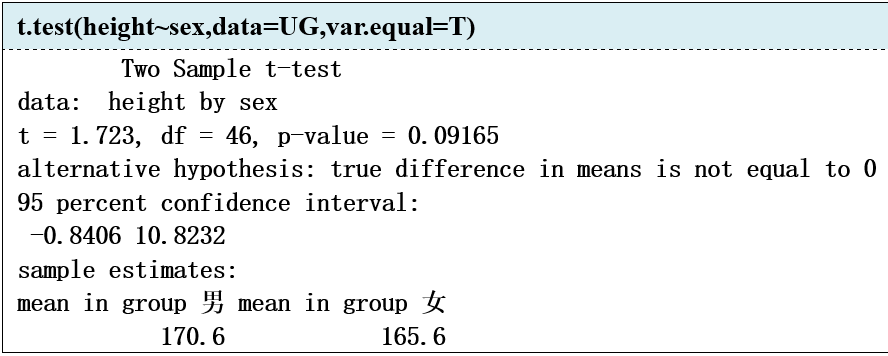 t.test(height~sex,data=UG,var.equal=T)
Two Sample t-test
data:  height by sex
t = 1.723, df = 46, p-value = 0.09165
alternative hypothesis: true difference in means is not equal to 0
95 percent confidence interval:
-0.8406 10.8232
sample estimates:
mean in group 男 mean in group 女
170.6 165.6